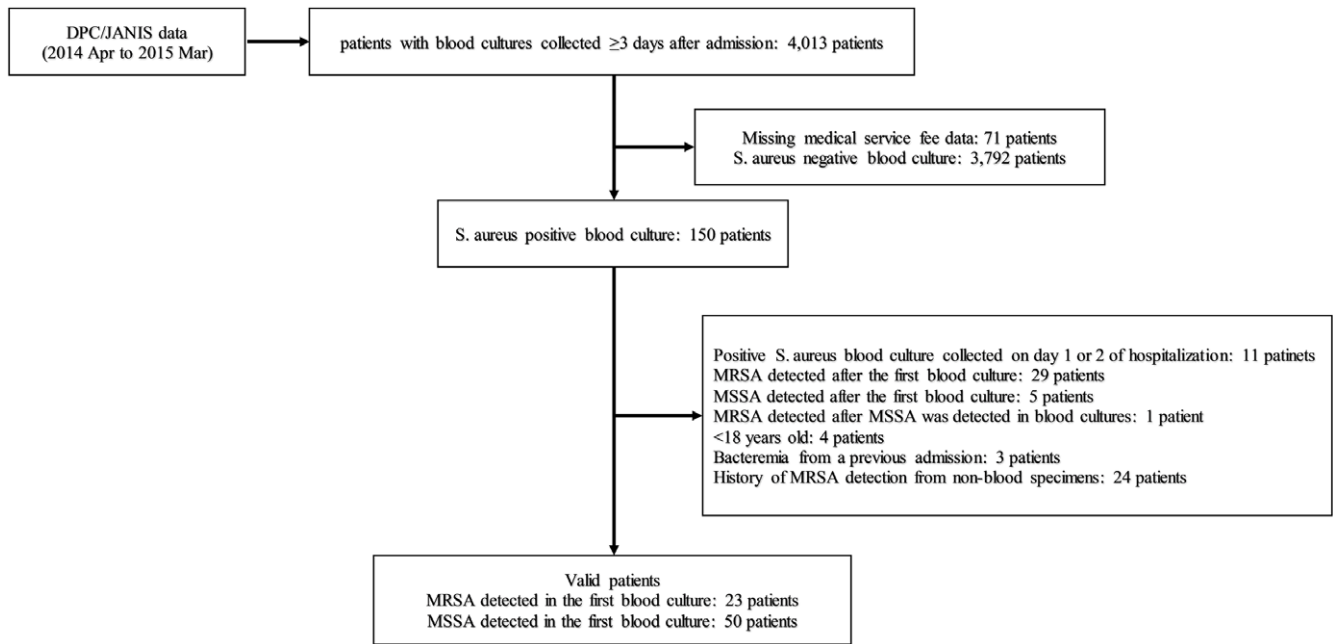 DPC/JANIS data
(2014 Apr to 2015 Mar)
patients with blood cultures collected ≥3 days after admission: 4,013 patients
Missing medical service fee data: 71 patients
S. aureus negative blood culture: 3,792 patients
S. aureus positive blood culture: 150 patients
Positive S. aureus blood culture collected on day 1 or 2 of hospitalization: 11 patinets
MRSA detected after the first blood culture: 29 patients
MSSA detected after the first blood culture: 5 patients
MRSA detected after MSSA was detected in blood cultures: 1 patient
<18 years old: 4 patients
Bacteremia from a previous admission: 3 patients
History of MRSA detection from non-blood specimens: 24 patients
Valid patients
MRSA detected in the first blood culture: 23 patients
MSSA detected in the first blood culture: 50 patients